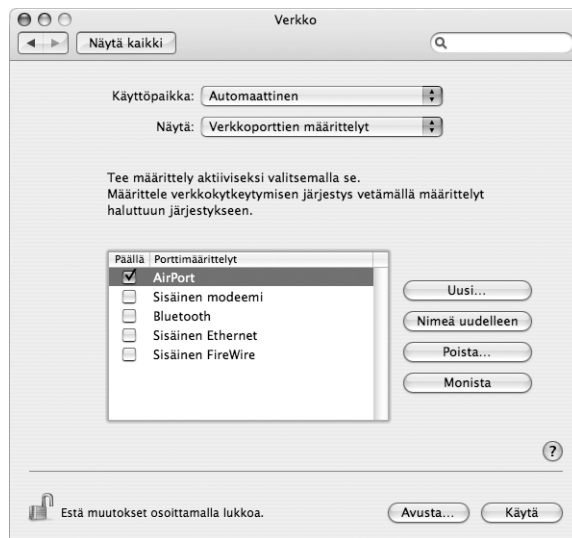 Verkko
Näytä kaikki
Käyttöpaikka: Automaattinen
Näytä: Verkkoporttien määrittelyt
Tee määrittely aktiiviseksi valitsemalla se.
Määrittele verkkokytkeytymisen järjestys vetämällä määrittelyt
haluttuun järjestykseen.
Päällä Porttimäärittelyt
AirPort
Sisäinen modeemi
Bluetooth
Sisäinen Ethernet
Sisäinen FireWire
Uusi...
Nimeä uudelleen
Poista...
Monista
?
Estä muutokset osoittamalla lukkoa.
Avusta... Käytä